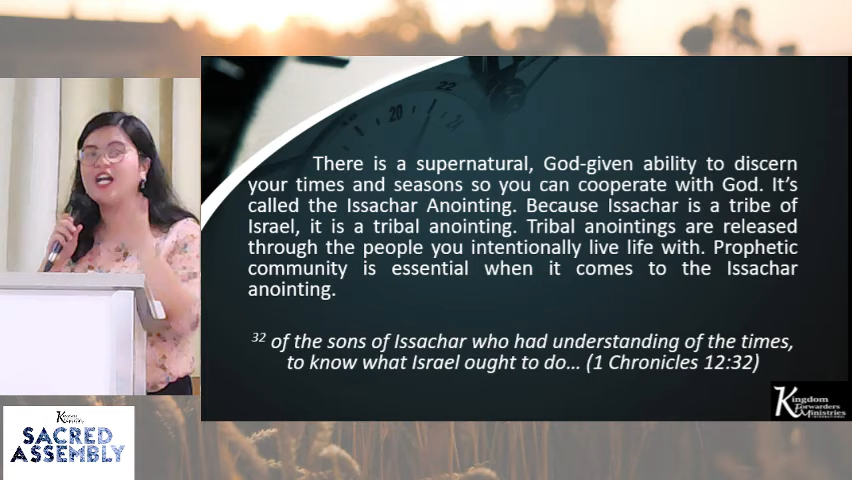 20
22
24
There is a supernatural, God-given ability to discern
your times and seasons so you can cooperate with God. It's
called the Issachar Anointing. Because Issachar is a tribe of
Israel, it is a tribal anointing. Tribal anointings are released
through the people you intentionally live life with. Prophetic
community is essential when it comes to the Issachar
anointing.
32 of the sons of Issachar who had understanding of the times,
to know what Israel ought to do… (1 Chronicles 12:32)
Kingdom
Forwarders
Ministries
SACRED
ASSEMBLY